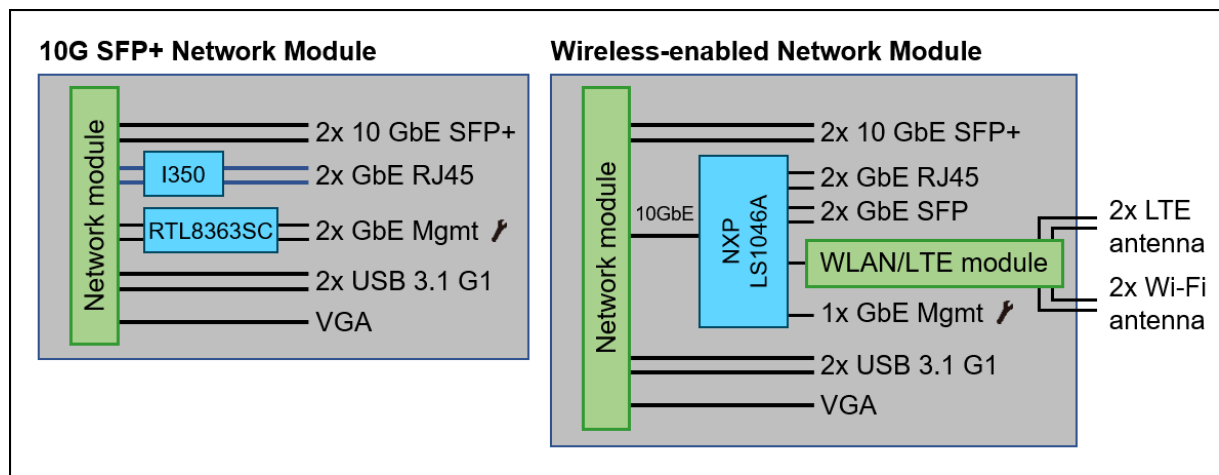 10G SFP+ Network Module
Network module
2x 10 GbE SFP+
I350
2x GbE RJ45
RTL8363SC
2x GbE Mgmt
2x USB 3.1 G1
VGA
Wireless-enabled Network Module
Network module
2x 10 GbE SFP+
10GbE
NXP
LS1046A
2x GbE RJ45
2x GbE SFP
WLAN/LTE module
1x GbE Mgmt
2x USB 3.1 G1
VGA
2x LTE
antenna
2x Wi-Fi
antenna